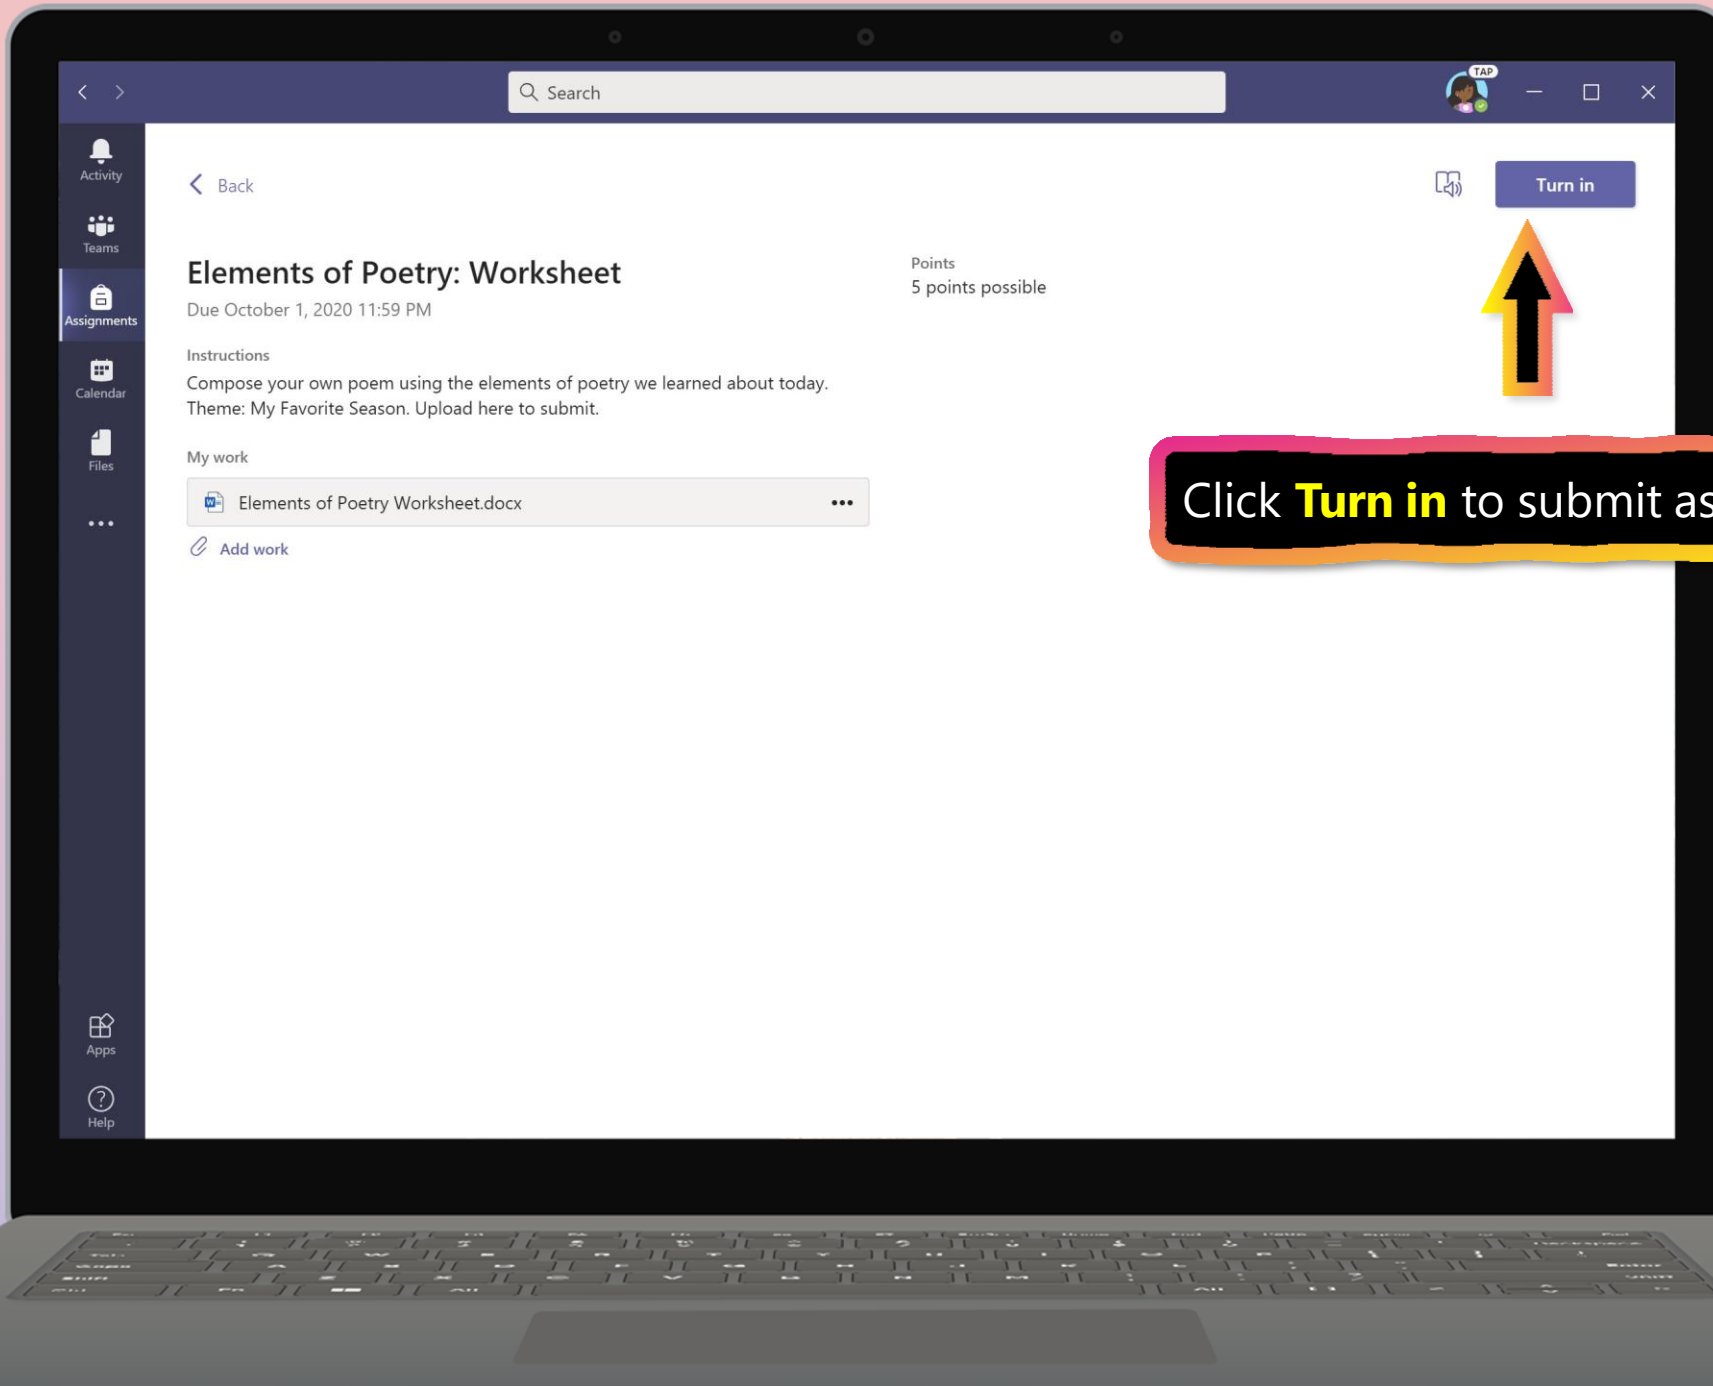 Search
TAP
Activity
Teams
Assignments
Calendar
Files
Apps
Help
Back
Turn in
Elements of Poetry: Worksheet
Due October 1, 2020 11:59 PM
Points
5 points possible
Instructions
Compose your own poem using the elements of poetry we learned about today.
Theme: My Favorite Season. Upload here to submit.
My work
Elements of Poetry Worksheet.docx
Add work
Click Turn in to submit as